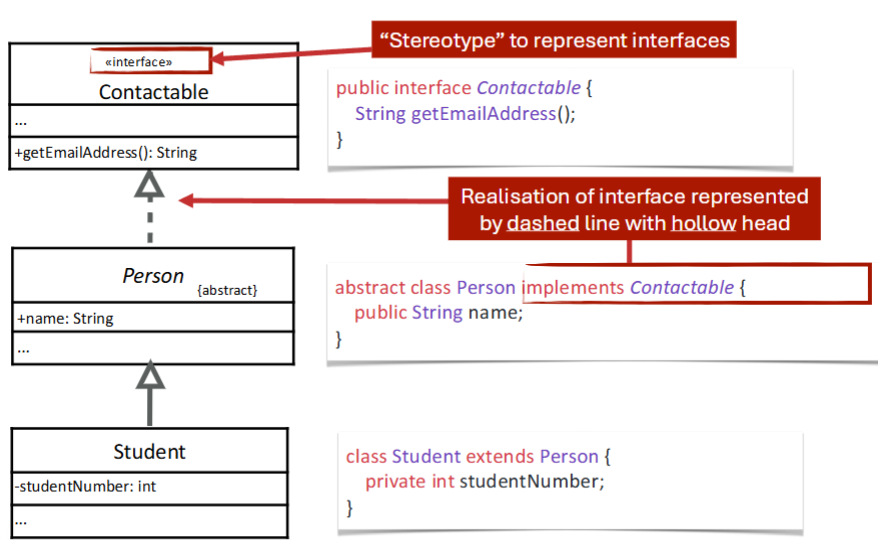 “Stereotype” to represent interfaces
«interface»
Contactable
...
+getEmailAddress(): String
public interface Contactable {
String getEmailAddress();
}
Realisation of interface represented
by dashed line with hollow head
Person
{abstract}
+name: String
...
abstract class Person implements Contactable {
public String name;
}
Student
-studentNumber: int
...
class Student extends Person {
private int studentNumber;
}